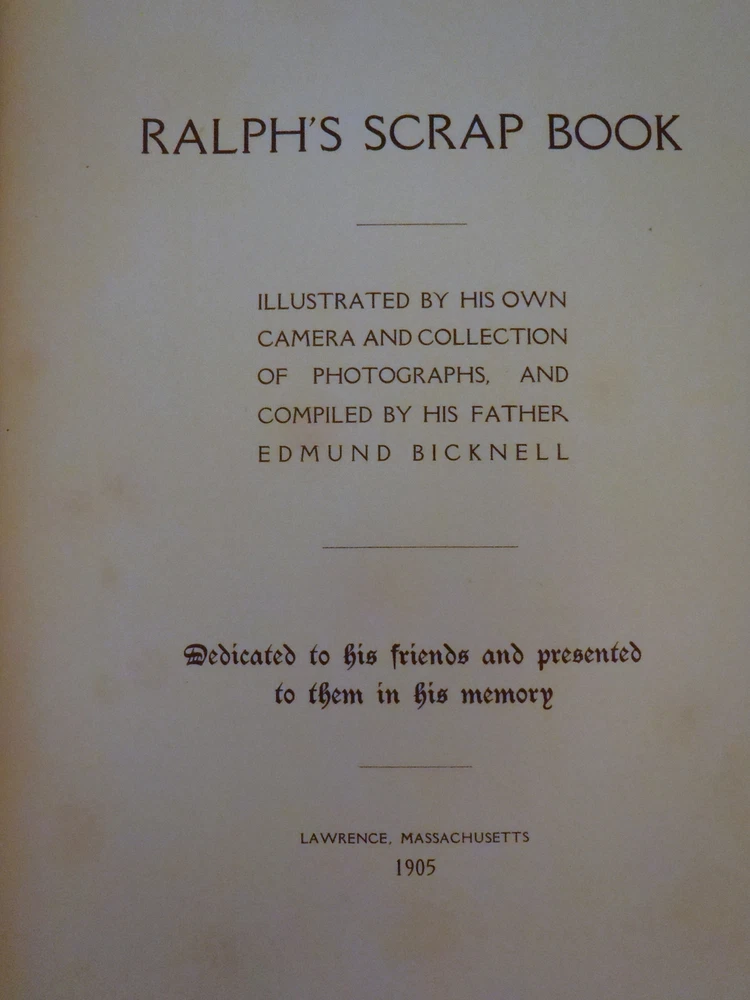 RALPH'S SCRAP BOOK
ILLUSTRATED BY HIS OWN
CAMERA AND COLLECTION
OF PHOTOGRAPHS, AND
COMPILED BY HIS FATHER
EDMUND BICKNELL
Dedicated to his friends and presented
to them in his memory
LAWRENCE, MASSACHUSETTS
1905